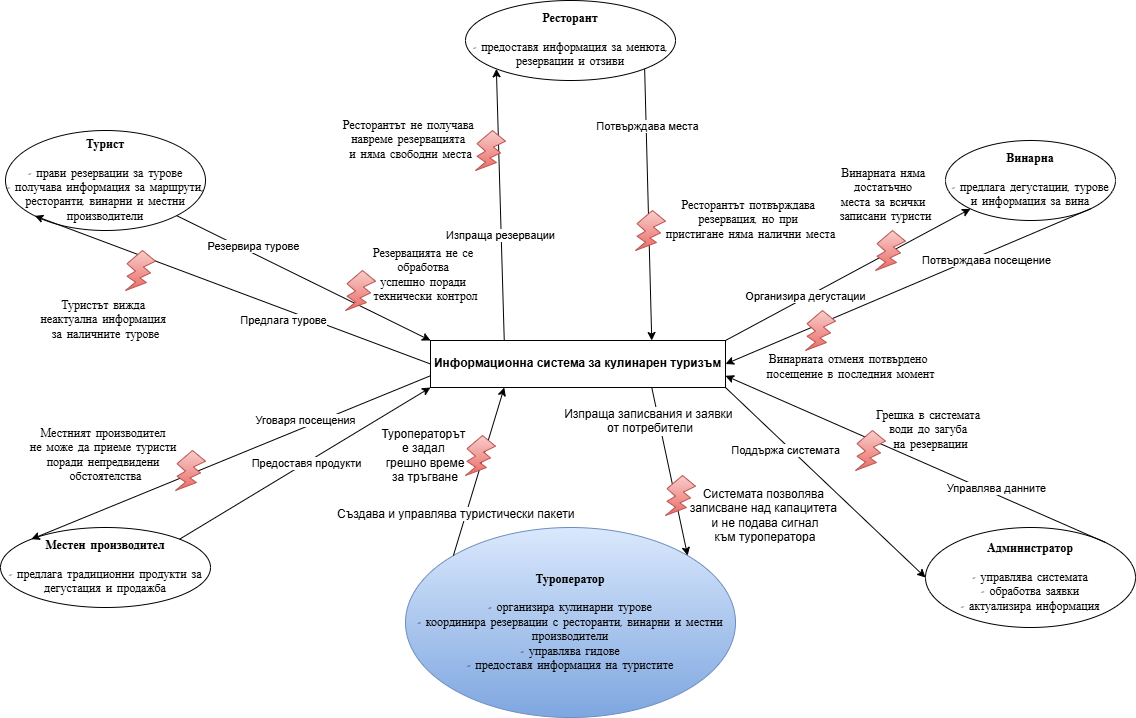 Ресторант
- предоставя информация за менюта,
резервации и отзиви
Ресторантът не получава
навреме резервацията
и няма свободни места
Потвърждава места
Турист
- прави резервации за турове
- получава информация за маршрути,
ресторанти, винарни и местни
производители
Винарна
- предлага дегустации, турове
и информация за вина
Винарната няма
достатъчно
места за всички
записани туристи
Ресторантът потвърждава
резервация, но при
пристигане няма налични места
Изпраща резервации
Резервира турове
Резервацията не се
обработва
успешно поради
технически контрол
Потвърждава посещение
Организира дегустации
Туристът вижда
неактуална информация
за наличните турове
Предлага турове
Информационна система за кулинарен туризъм
Винарната отменя потвърдено
посещение в последния момент
Уговаря посещения
Местният производител
не може да приеме туристи
поради непредвидени
обстоятелства
Предоставя продукти
Туроператорът
е задал
грешно време
за тръгване
Изпраща записвания и заявки
от потребители
Грешка в системата
води до загуба
на резервации
Поддържа системата
Управлява данните
Системата позволява
записване над капацитета
и не подава сигнал
към туроператора
Създава и управлява туристически пакети
Местен производител
- предлага традиционни продукти за
дегустация и продажба
Туроператор
- организира кулинарни турове
- координира резервации с ресторанти, винарни и местни
производители
- управлява гидове
- предоставя информация на туристите
Администратор
- управлява системата
- обработва заявки
- актуализира информация